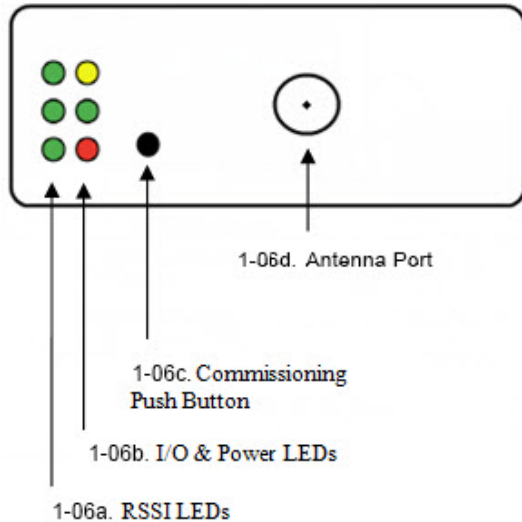 1-06d. Antenna Port
1-06c. Commissioning
Push Button
1-06b. I/O & Power LEDs
1-06a. RSSI LEDs